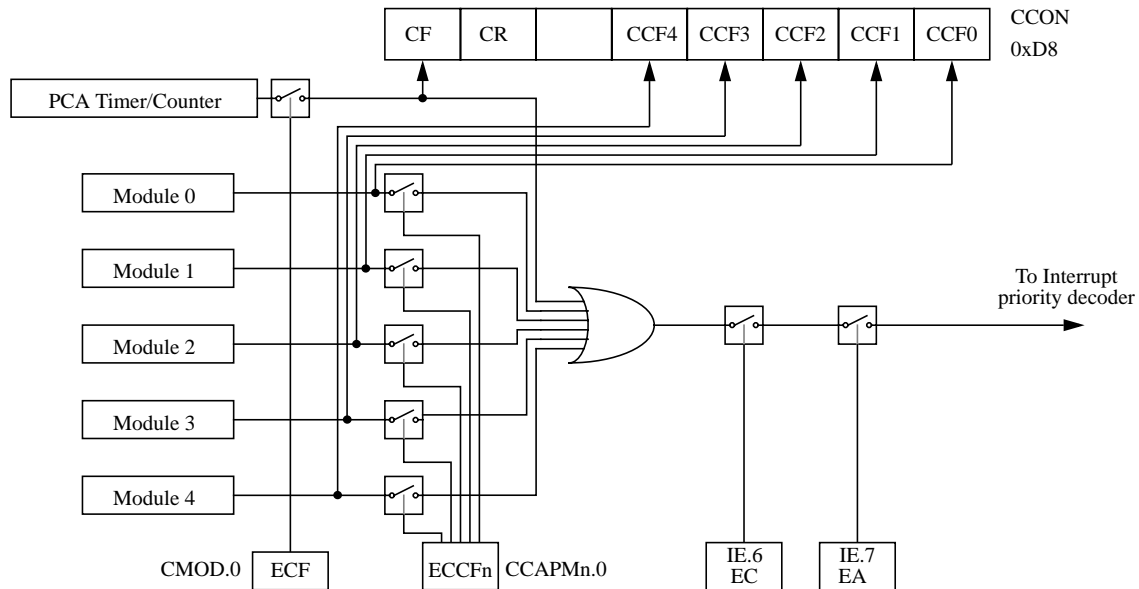 CF CR CCF4 CCF3 CCF2 CCF1 CCF0 CCON
0xD8
PCA Timer/Counter
Module 0
Module 1
To Interrupt
priority decoder
Module 2
Module 3
Module 4
CMOD.0 ECF ECCFn CCAPMn.0
IE.6
EC
IE.7
EA